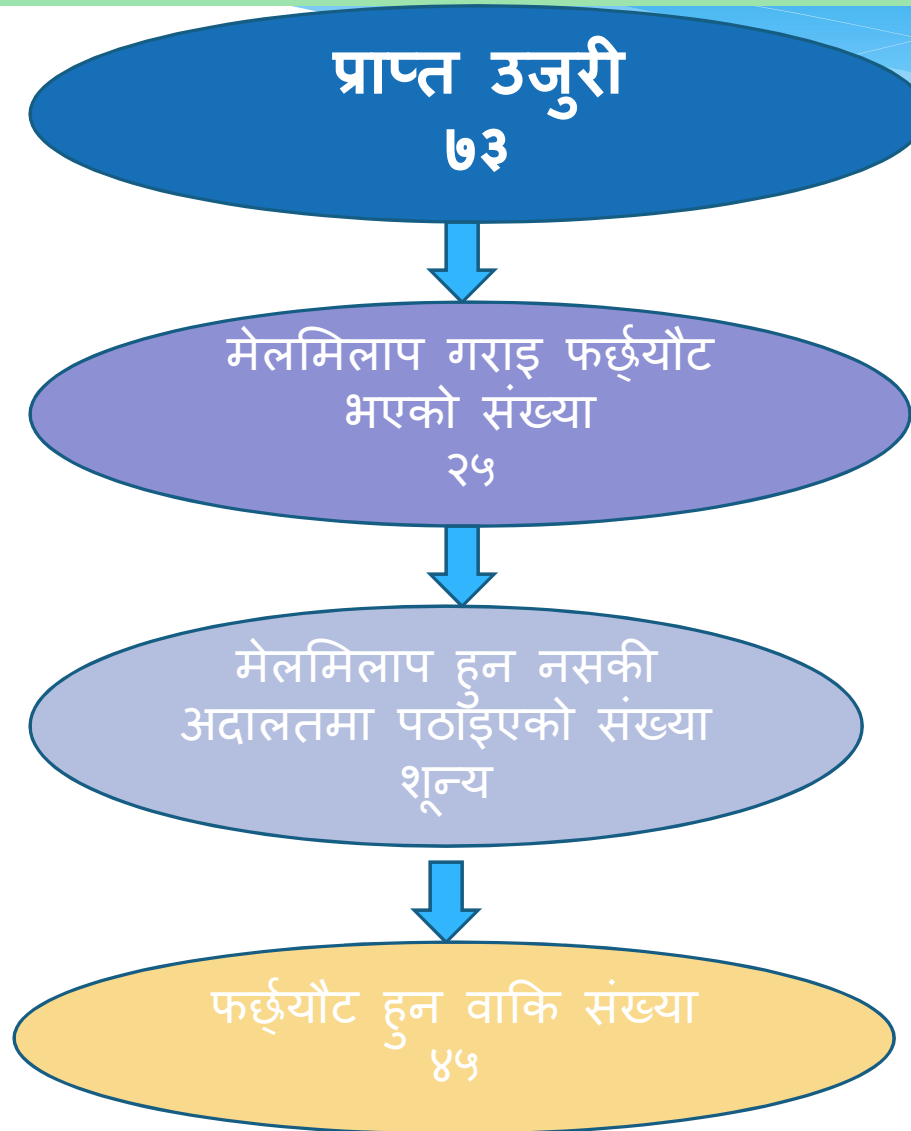 प्राप्त उजुरी
७३
मेलमिलाप गराइ फर्छ्यौट
भएको संख्या
२५
मेलमिलाप हुन नसकी
अदालतमा पठाइएको संख्या
शून्य
फर्छ्यौट हुन वाकि संख्या
४५